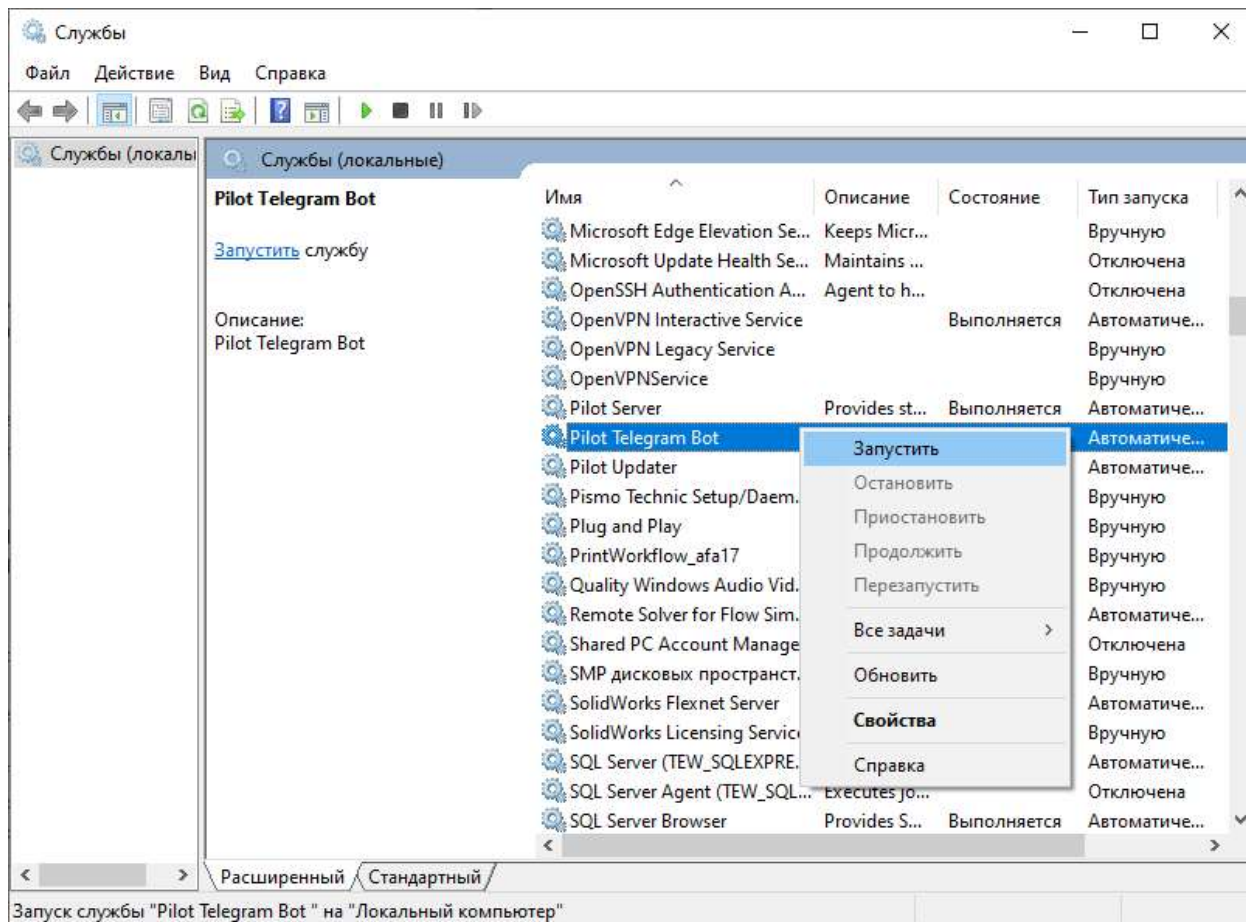 Службы
Файл Действие Вид Справка
Службы (локалы
Службы (локальные)
Pilot Telegram Bot
Запустить службу
Описание:
Pilot Telegram Bot
Имя Описание Состояние Тип запуска
Microsoft Edge Elevation Se... Keeps Micr... Вручную
Microsoft Update Health Se... Maintains ... Отключена
OpenSSH Authentication A... Agent to h... Отключена
OpenVPN Interactive Service Выполняется Автоматиче...
OpenVPN Legacy Service Вручную
OpenVPNService Вручную
Pilot Server Provides st... Выполняется Автоматиче...
Pilot Telegram Bot Автоматиче...
Pilot Updater Автоматиче...
Pismo Technic Setup/Daem. Вручную
Plug and Play Вручную
PrintWorkflow_afa17 Вручную
Quality Windows Audio Vid. Вручную
Remote Solver for Flow Sim. Автоматиче...
Shared PC Account Manage Отключена
SMP дисковых пространст. Вручную
SolidWorks Flexnet Server Автоматиче...
SolidWorks Licensing Servic Вручную
SQL Server (TEW_SQLEXPRE. Автоматиче...
SQL Server Agent (TEW_SQL... Executes jo... Отключена
SQL Server Browser Provides S... Выполняется Автоматиче...
Запустить
Остановить
Приостановить
Продолжить
Перезапустить
Все задачи
Обновить
Свойства
Справка
Расширенный Стандартный
Запуск службы "Pilot Telegram Bot " на "Локальный компьютер"